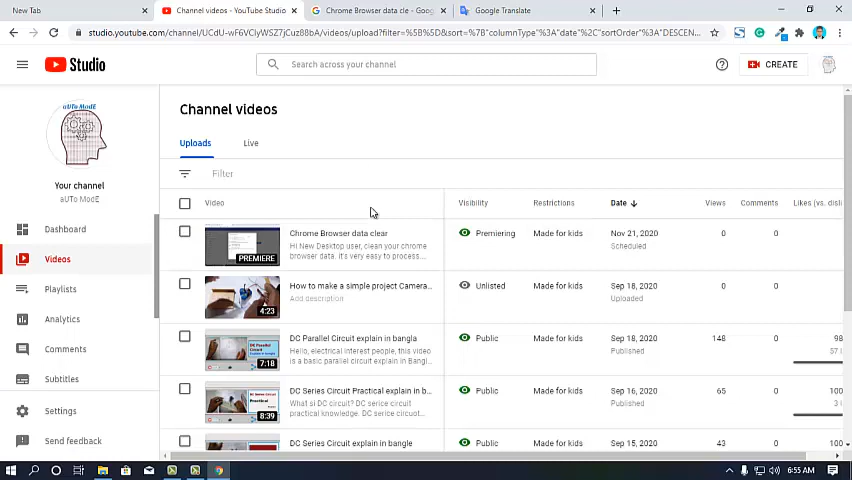 New Tab
Channel videos - YouTube Studio
Chrome Browser data cle - Goog
Google Translate
studio.youtube.com/channel/UCdU-wF6VClyWSZ7jCuz88bA/videos/upload?filter=%5B%5D&sort=%7B"columnType"%3A"date"%2C"sortOrder"%3A"DESCEN...
Studio
Search across your channel
CREATE
aUTo ModE
Your channel
aUTo ModE
Dashboard
Videos
Playlists
Analytics
Comments
Subtitles
Settings
Send feedback
Channel videos
Uploads
Live
Filter
Video
Visibility
Restrictions
Date
Views
Comments
Likes (vs. disli
PREMIERE
Chrome Browser data clear
Hi New Desktop user, clean your chrome
browser data. it's very easy to process....
Premiering
Made for kids
Nov 21, 2020
Scheduled
0
0
4:23
How to make a simple project Camera...
Add description
Unlisted
Made for kids
Sep 18, 2020
Uploaded
0
0
7:18
DC Parallel Circuit explain in bangla
Hello, electrical interest people, this video
is a basic parallel circuit explain in Bangl...
Public
Made for kids
Sep 18, 2020
Published
148
0
98
57 l
8:39
DC Series Circuit Practical explain in b...
What si DC circuit? DC serice circuit
practical knowledge. DC serice circuot...
Public
Made for kids
Sep 16, 2020
Published
65
0
100
3 l
DC Series Circuit explain in bangla
Public
Made for kids
Sep 15, 2020
43
0
100
6:55 AM